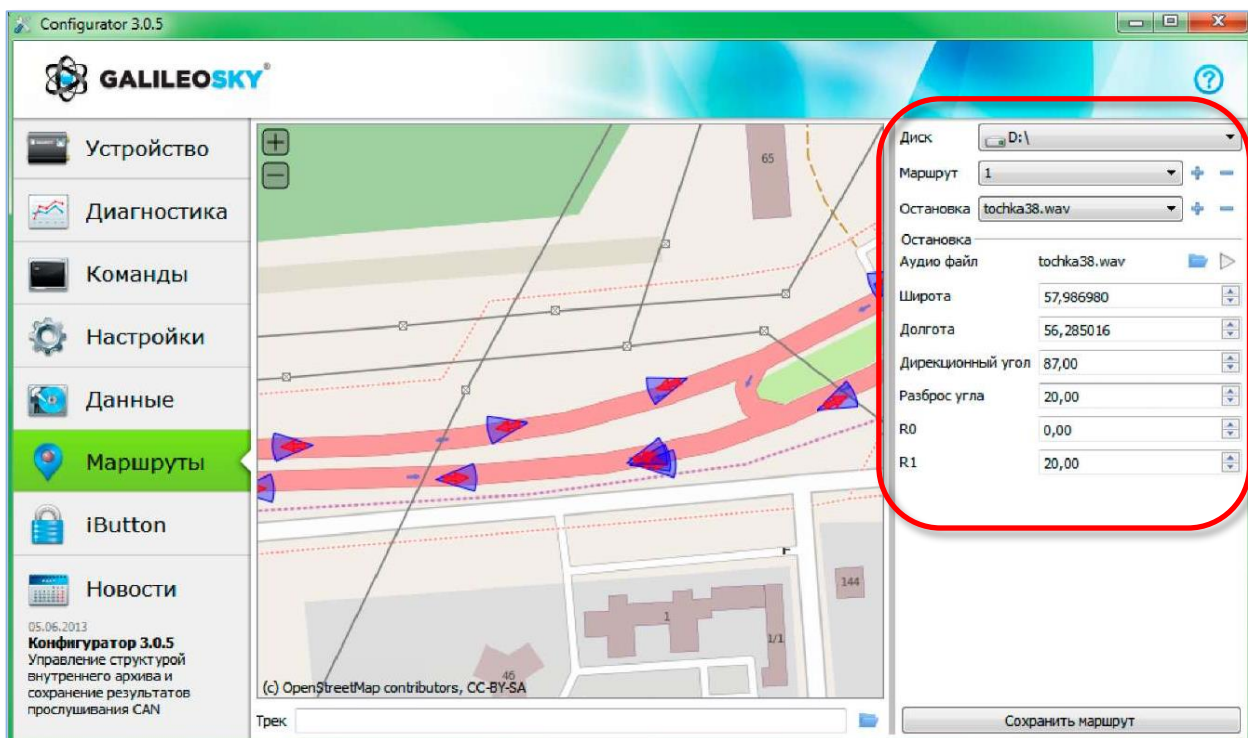 Configurator 3.0.5
GALILEOSKY®
Устройство
Диагностика
Команды
Настройки
Данные
Маршруты
iButton
Новости
05.06.2013
Конфигуратор 3.0.5
Управление структурой
внутреннего архива и
сохранение результатов
прослушивания CAN
65
144
1
1/1
46
(c) OpenStreetMap contributors, CC-BY-SA
Трек
Диск D:\
Маршрут 1
Остановка tochka38.wav
Остановка
Аудио файл tochka38.wav
Широта 57,986980
Долгота 56,285016
Дирекционный угол 87,00
Разброс угла 20,00
R0 0,00
R1 20,00
Сохранить маршрут